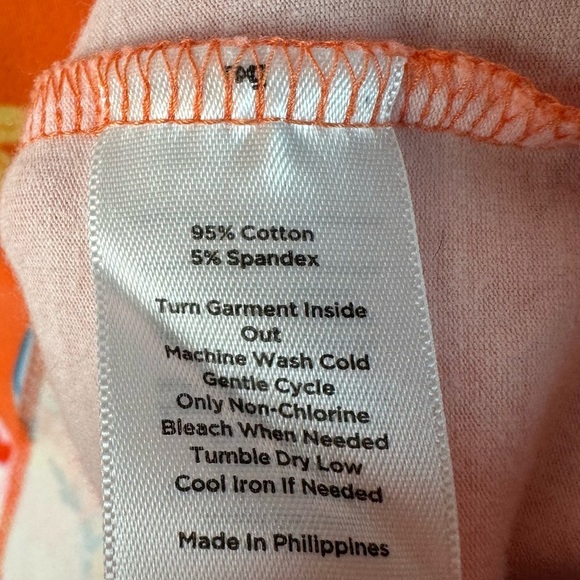 95% Cotton
5% Spandex
Turn Garment Inside
Out
Machine Wash Cold
Gentle Cycle
Only Non-Chlorine
Bleach When Needed
Tumble Dry Low
Cool Iron If Needed
Made In Philippines